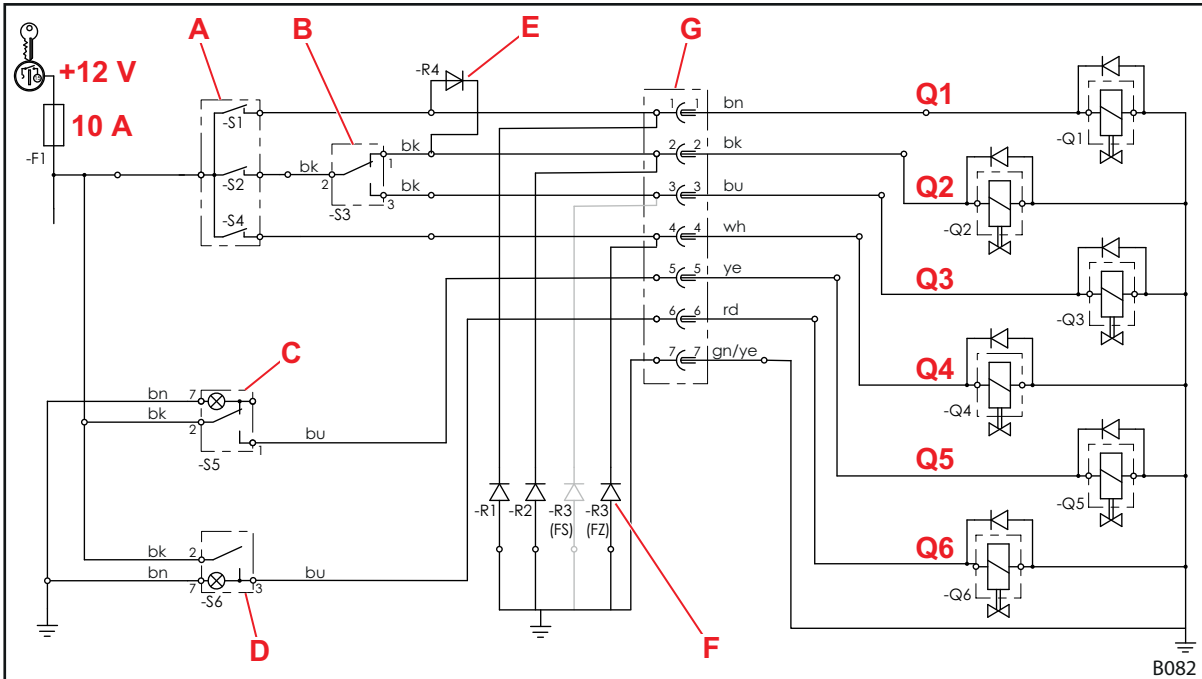 A B E G
+12 V
-R4
10 A
-F1
-S1
1 1 bn
Q1
-Q1
bk 1
2 2 bk
-S2
bk 2
bk
3 3 bu
Q2
-S3 3
-Q2
-S4
4 4 wh
5 5 ye
Q3
-Q3
6 6 rd
C
7 7 gn/ye
Q4
bn 7
-Q4
bk 2
bu
1
-S5
Q5
-Q5
-R1 -R2 -R3 -R3
(FS) (FZ)
bk 2
Q6
bn 7
bu
3
-S6
-Q6
D
F
B082